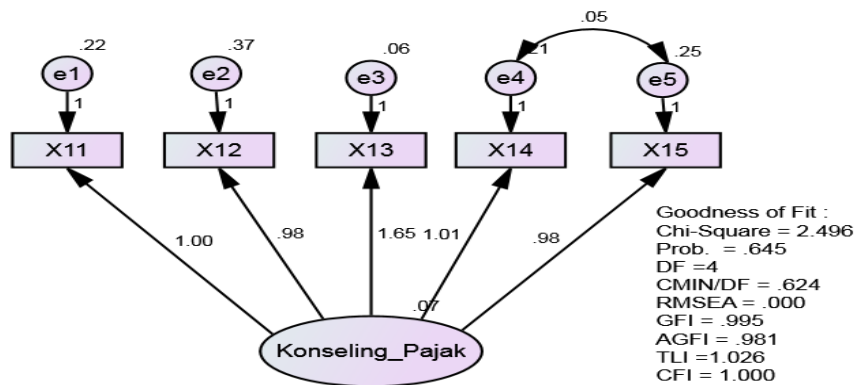 .05
.22 .37 .06 .21 .25
e1 e2 e3 e4 e5
1 1 1 1 1
X11 X12 X13 X14 X15
1.00 .98 1.65 1.01 .98
.07
Konseling_Pajak
Goodness of Fit :
Chi-Square = 2.496
Prob. = .645
DF =4
CMIN/DF = .624
RMSEA = .000
GFI = .995
AGFI = .981
TLI =1.026
CFI = 1.000